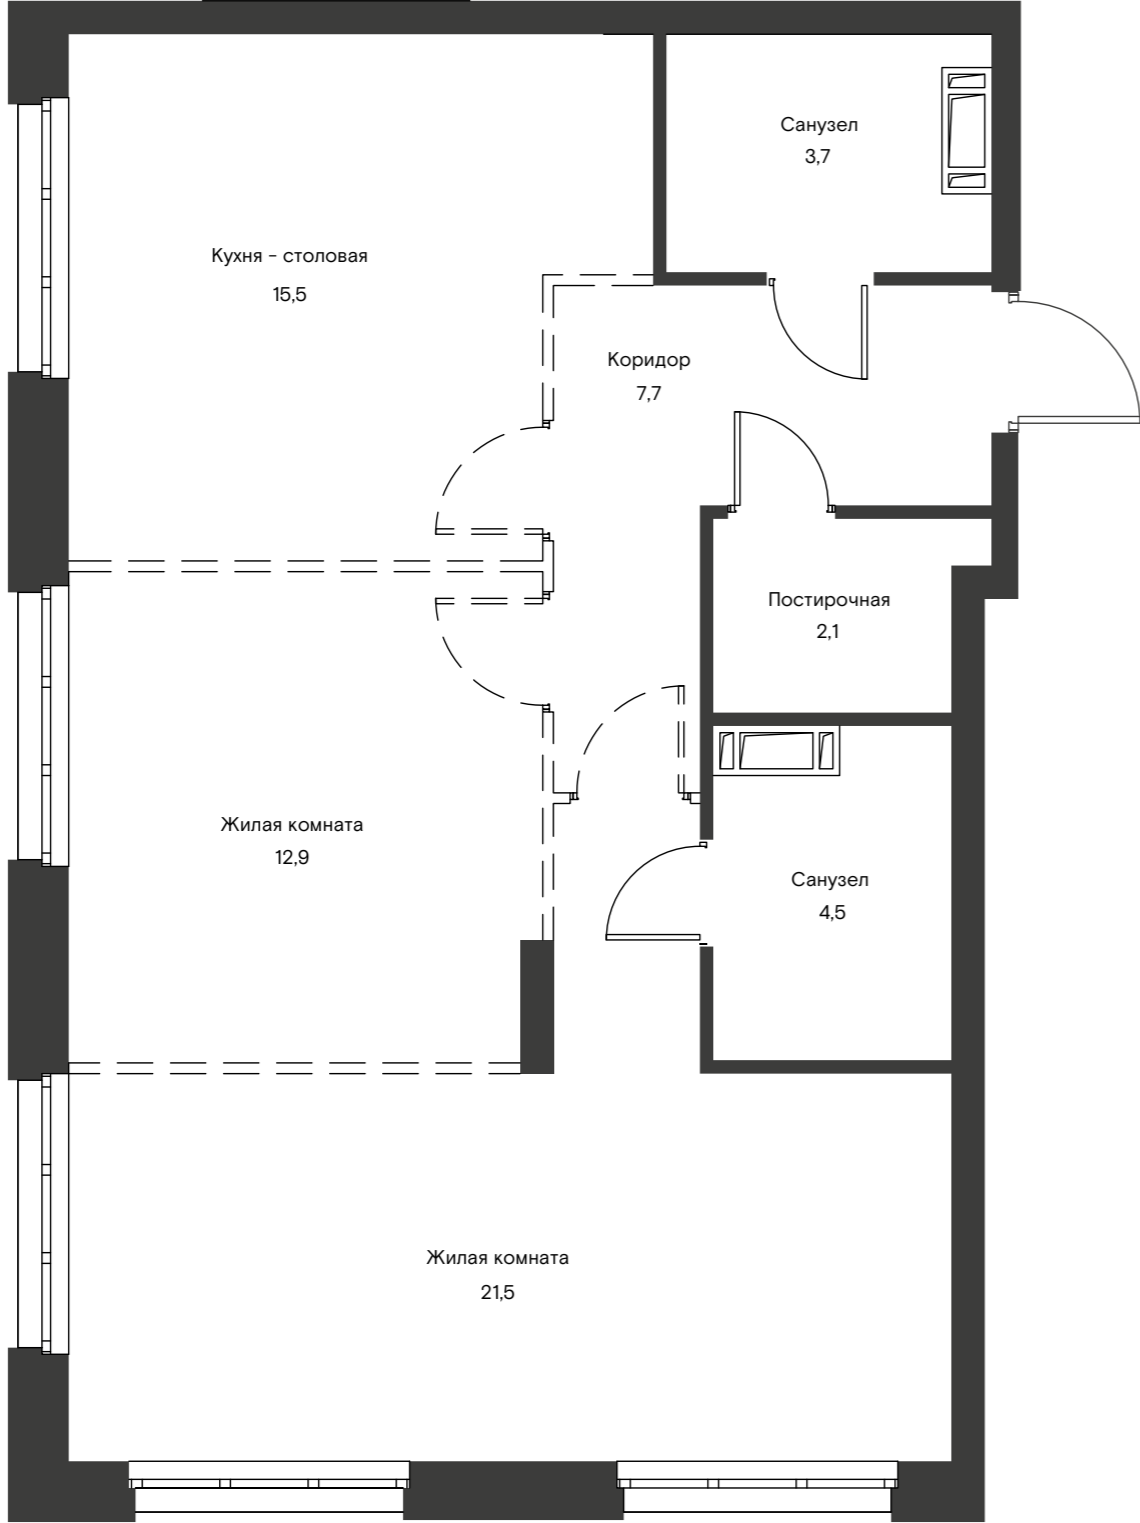 Санузел
3,7
Кухня - столовая
15,5
Коридор
7,7
Постирочная
2,1
Жилая комната
12,9
Санузел
4,5
Жилая комната
21,5